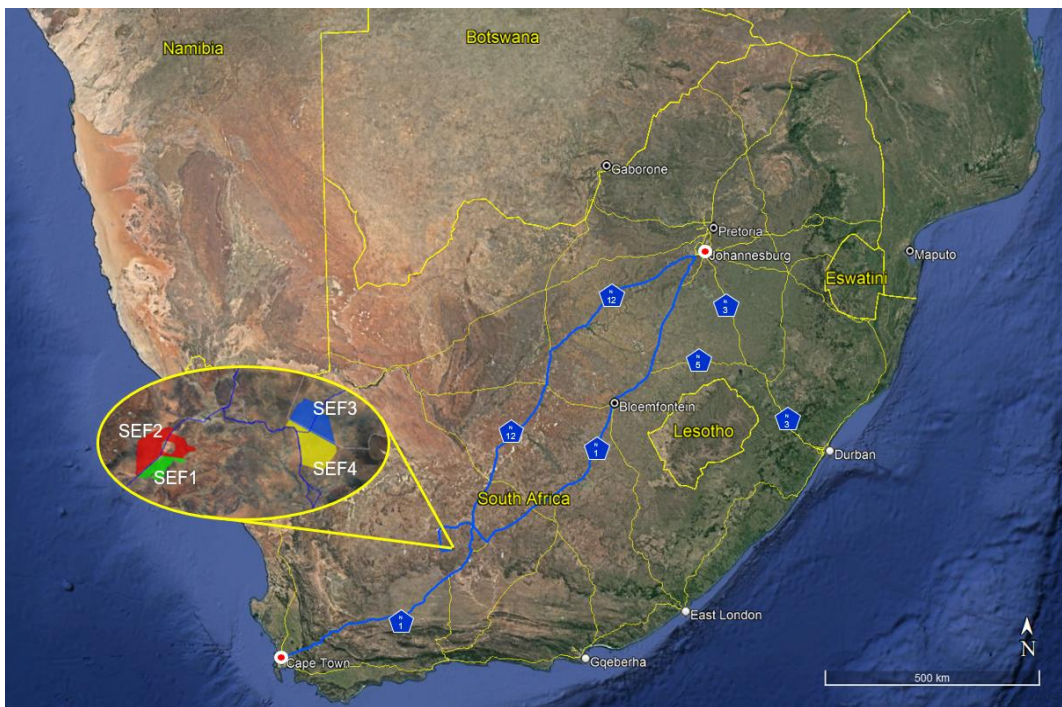 Namibia
Botswana
Gaborone
Pretoria
Johannesburg
Maputo
Eswatini
N
12
N
3
N
5
SEF3
SEF2
SEF4
SEF1
Bloemfontein
Lesotho
N
3
N
12
N
1
Durban
South Africa
East London
N
1
N
Cape Town
Gqeberha
500 km